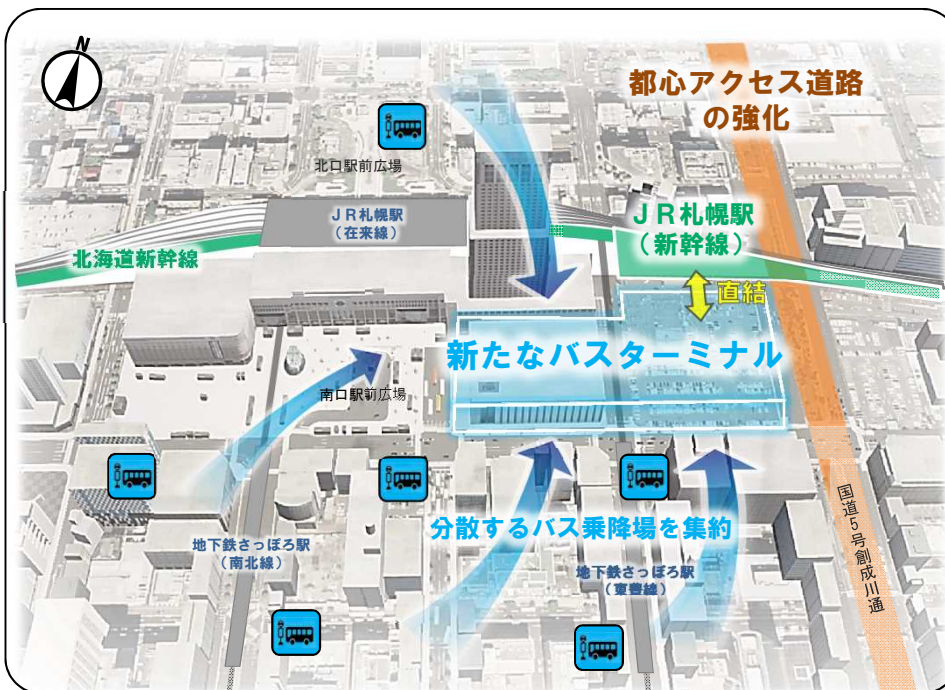 N
都心アクセス道路
の強化
北口駅前広場
JR札幌駅
（在来線）
JR札幌駅
（新幹線）
北海道新幹線
直結
新たなバスターミナル
南口駅前広場
分散するバス乗降場を集約
地下鉄さっぽろ駅
（南北線）
地下鉄さっぽろ駅
（東豊線）
国道5号創成川通